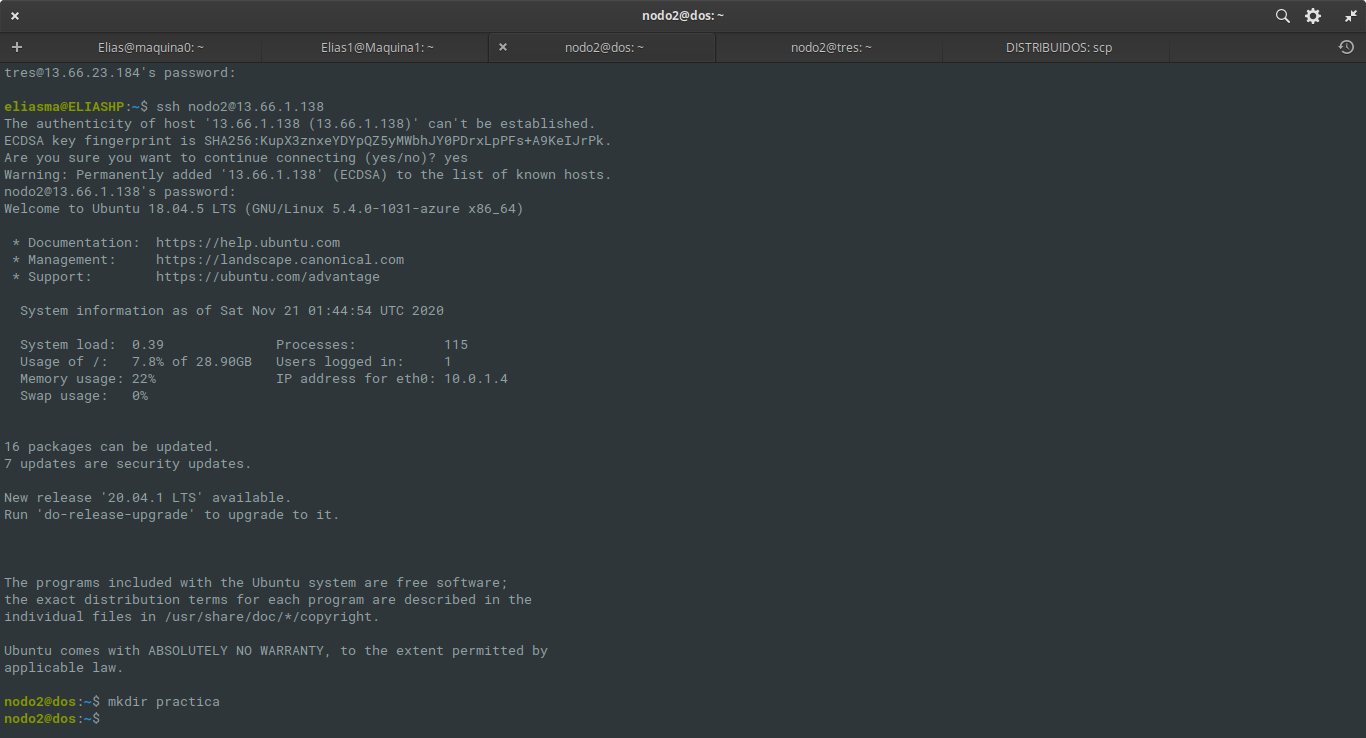 nodo2@dos: ~
Elias@maquina0: ~
Elias1@Maquina1: ~
nodo2@dos: ~
nodo2@tres: ~
DISTRIBUIDOS: scp
tres@13.66.23.184's password:
eliasma@ELIASHP:~$ ssh nodo2@13.66.1.138
The authenticity of host '13.66.1.138 (13.66.1.138)' can't be established.
ECDSA key fingerprint is SHA256:KupX3znxeYDYpQZ5yMWbhJY0PDrxLpPFs+A9KeIJrPk.
Are you sure you want to continue connecting (yes/no)? yes
Warning: Permanently added '13.66.1.138' (ECDSA) to the list of known hosts.
nodo2@13.66.1.138's password:
Welcome to Ubuntu 18.04.5 LTS (GNU/Linux 5.4.0-1031-azure x86_64)
* Documentation:  https://help.ubuntu.com
* Management:     https://landscape.canonical.com
* Support:        https://ubuntu.com/advantage
System information as of Sat Nov 21 01:44:54 UTC 2020
System load:  0.39             Processes:           115
Usage of /:   7.8% of 28.90GB   Users logged in:     1
Memory usage: 22%               IP address for eth0: 10.0.1.4
Swap usage:   0%
16 packages can be updated.
7 updates are security updates.
New release '20.04.1 LTS' available.
Run 'do-release-upgrade' to upgrade to it.
The programs included with the Ubuntu system are free software;
the exact distribution terms for each program are described in the
individual files in /usr/share/doc/*/copyright.
Ubuntu comes with ABSOLUTELY NO WARRANTY, to the extent permitted by
applicable law.
nodo2@dos:~$ mkdir practica
nodo2@dos:~$